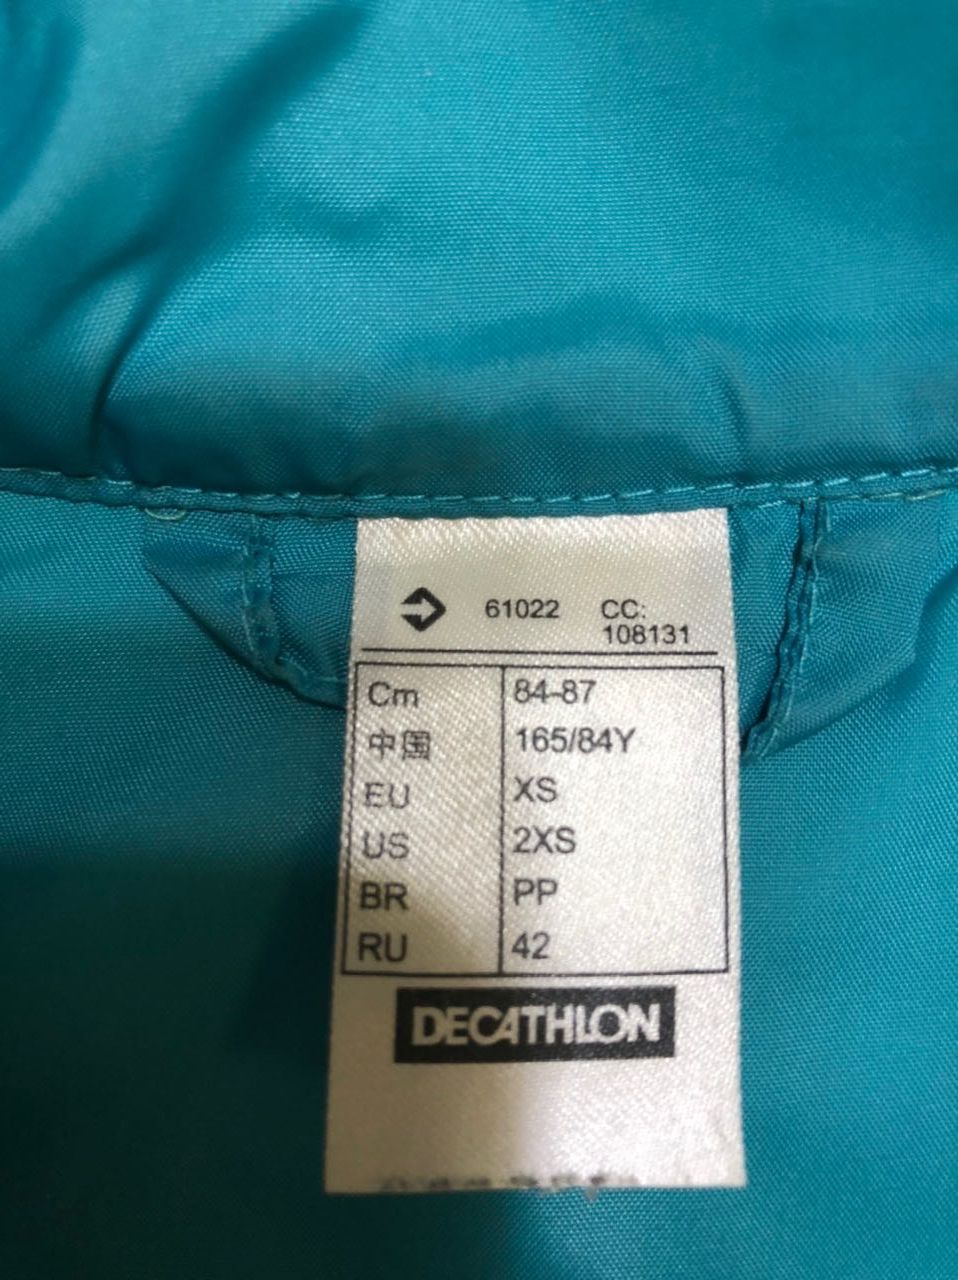 61022 CC:
108131
Cm 84-87
中国 165/84Y
EU XS
US 2XS
BR PP
RU 42
DECATHLON